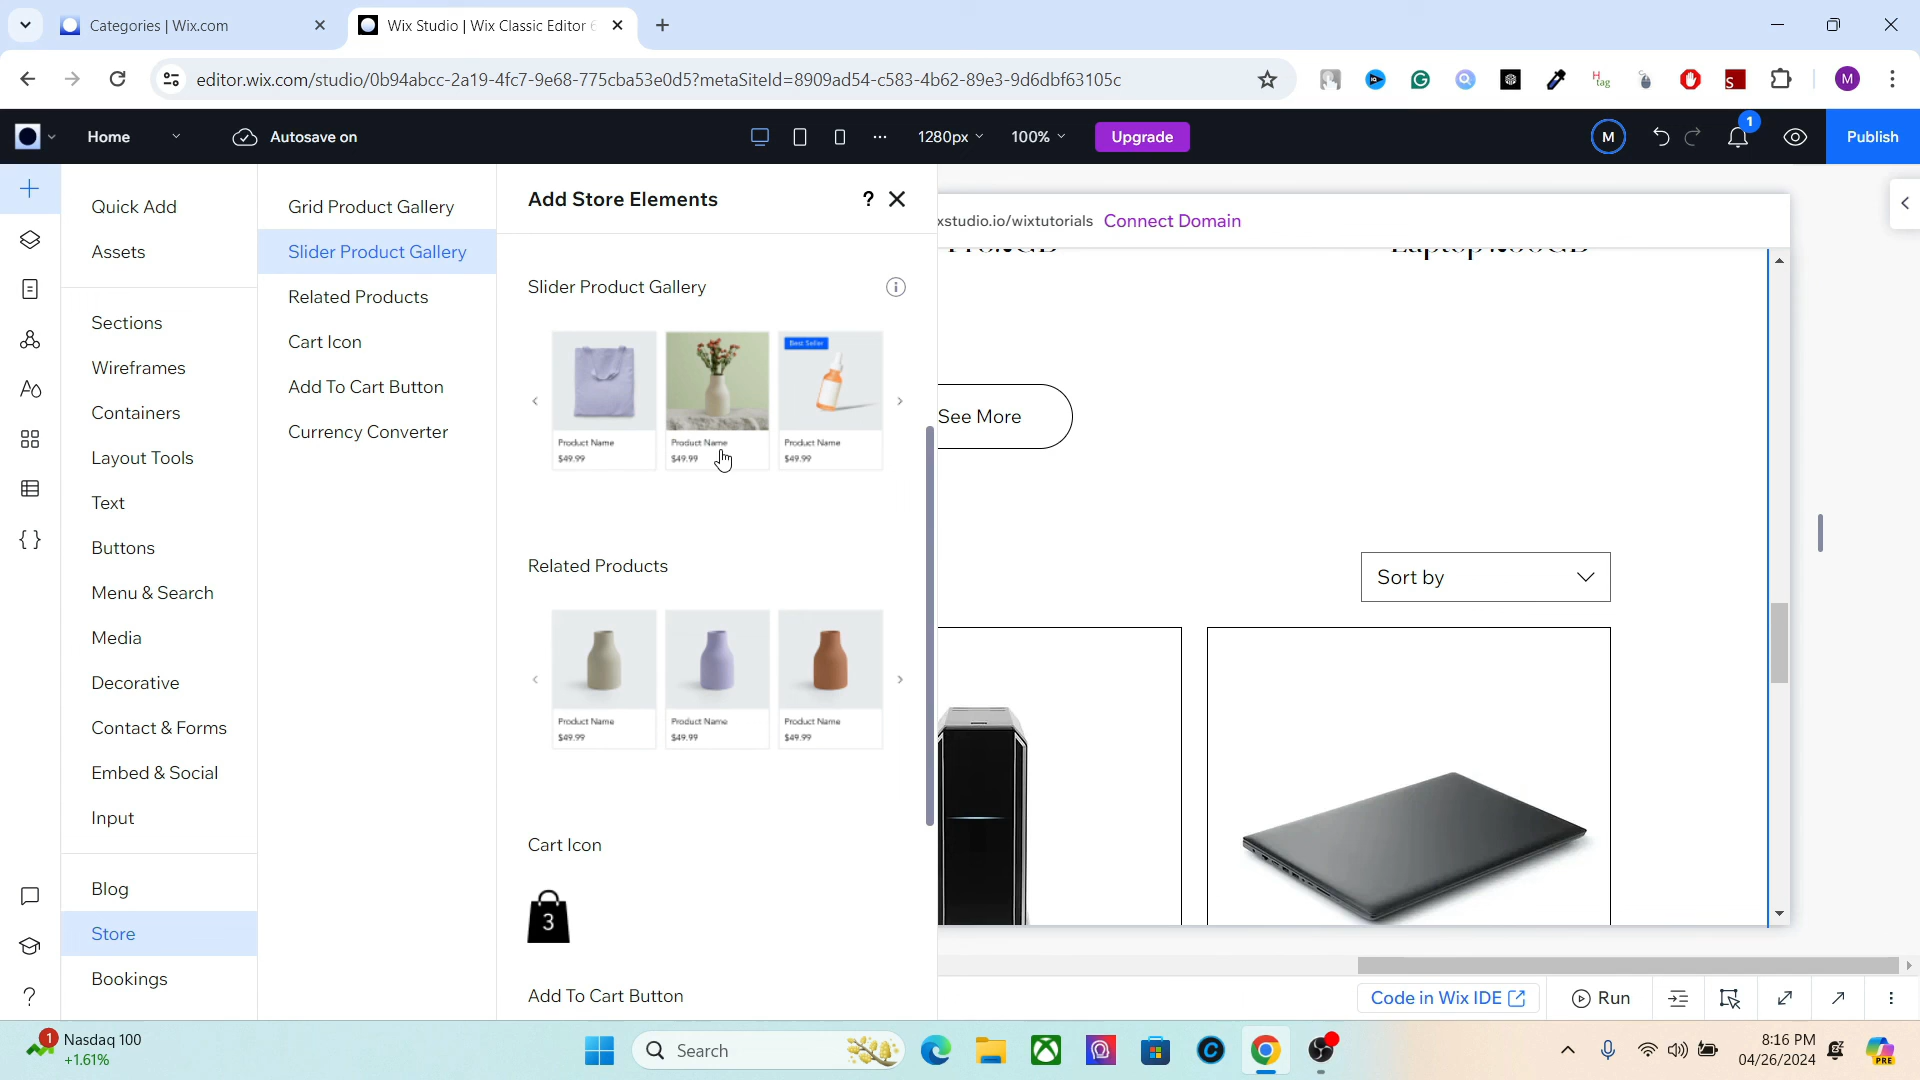 Categories | Wix.com
Wix Studio | Wix Classic Editor
editor.wix.com/studio/0b94abcc-2a19-4fc7-9e68-775cba53e0d5?metaSiteId=8909ad54-c583-4b62-89e3-9d6dbf63105c
H
tag
M
Home
Autosave on
1280px
100%
Upgrade
M
1
Publish
Quick Add
Assets
Sections
Wireframes
Containers
Layout Tools
Text
Buttons
Menu & Search
Media
Decorative
Contact & Forms
Embed & Social
Input
Blog
Store
Bookings
Grid Product Gallery
Slider Product Gallery
Related Products
Cart Icon
Add To Cart Button
Currency Converter
Add Store Elements
?
Slider Product Gallery
Best Seller
Product Name
$49.99
Product Name
$49.99
Product Name
$49.99
Related Products
Product Name
$49.99
Product Name
$49.99
Product Name
$49.99
Cart Icon
3
Add To Cart Button
xstudio.io/wixtutorials Connect Domain
See More
Sort by
Code in Wix IDE
Run
1
Nasdaq 100
+1.61%
Search
8:16 PM
04/26/2024
PRE